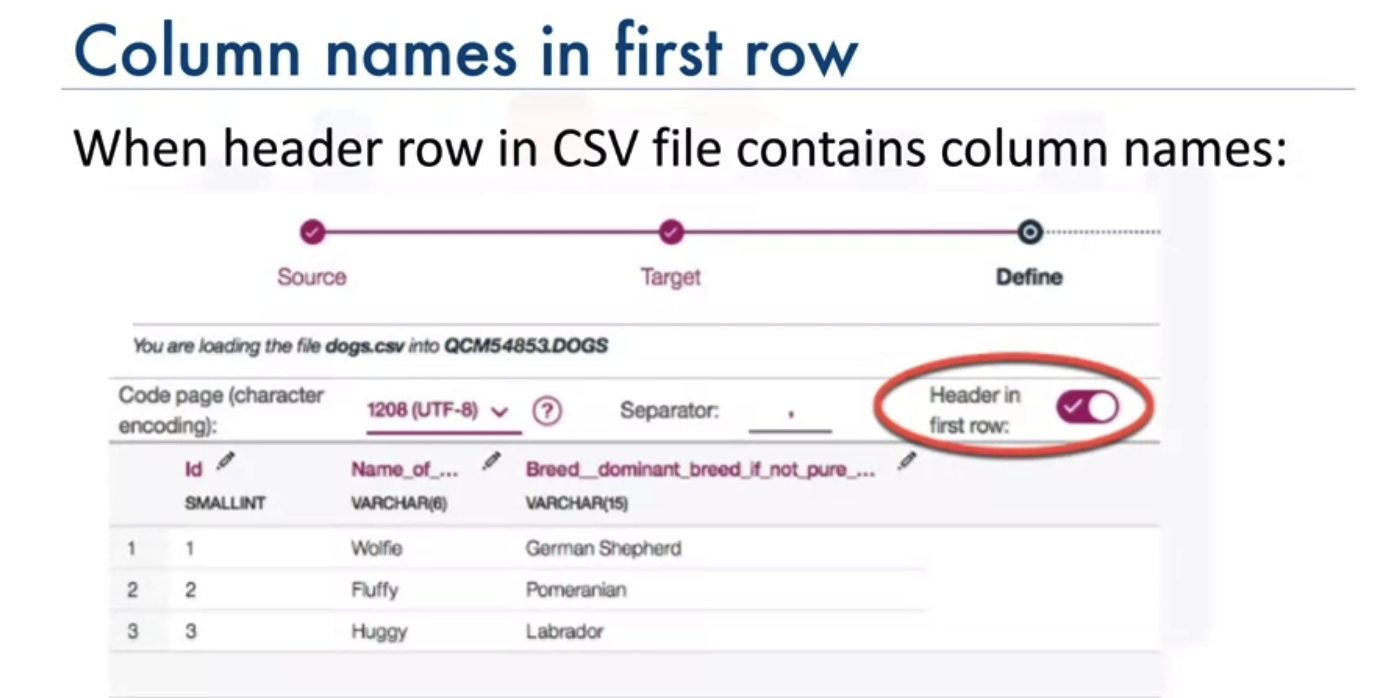 Column names in first row
When header row in CSV file contains column names:
Source Target Define
You are loading the file dogs.csv into QCM54853.DOGS
Code page (character encoding): 1208 (UTF-8) ? Separator: , Header in first row:
Id Name_of_... Breed__dominant_breed_if_not_pure_...
SMALLINT VARCHAR(6) VARCHAR(15)
1 1 Wolfie German Shepherd
2 2 Fluffy Pomeranian
3 3 Huggy Labrador